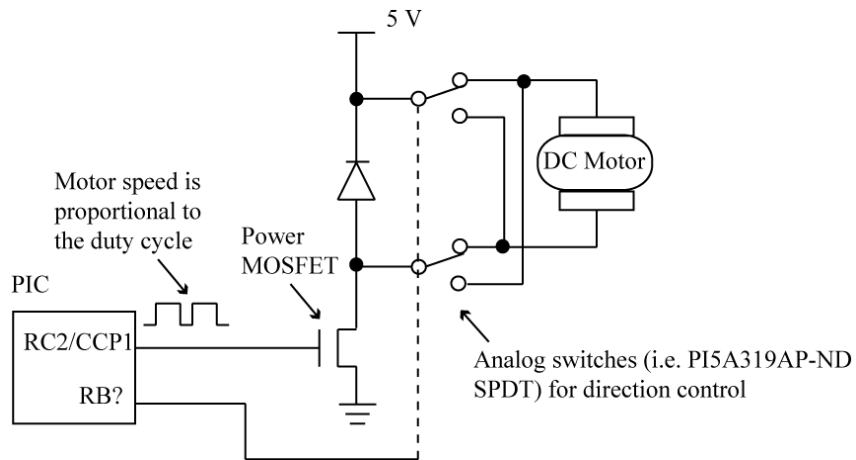 5 V
DC Motor
Motor speed is
proportional to
the duty cycle
Power
MOSFET
PIC
RC2/CCP1
RB?
Analog switches (i.e. PI5A319AP-ND
SPDT) for direction control